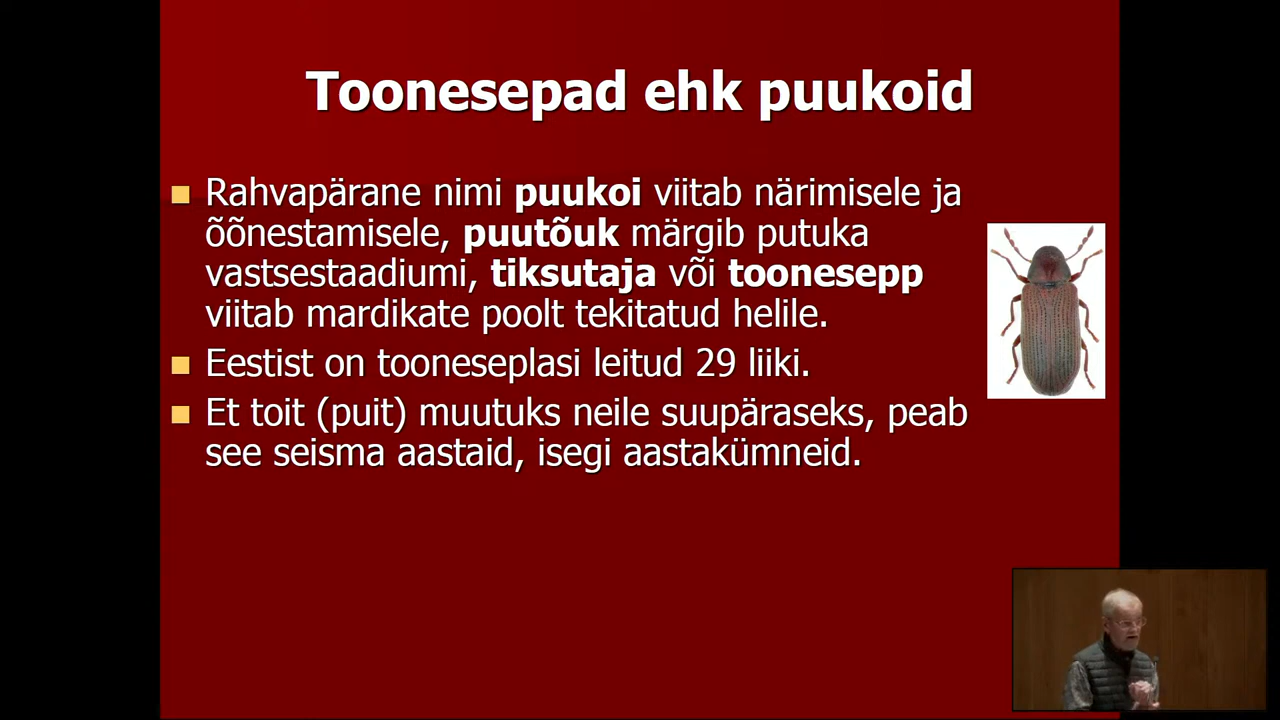 Toonesepad ehk puukoid
Rahvapärane nimi puukoi viitab närimisele ja
õõnestamisele, puutõuk märgib putuka
vastsestaadiumi, tiksutaja või toonesepp
viitab mardikate poolt tekitatud helile.
Eestist on tooneseplasi leitud 29 liiki.
Et toit (puit) muutuks neile suupäraseks, peab
see seisma aastaid, isegi aastakümneid.